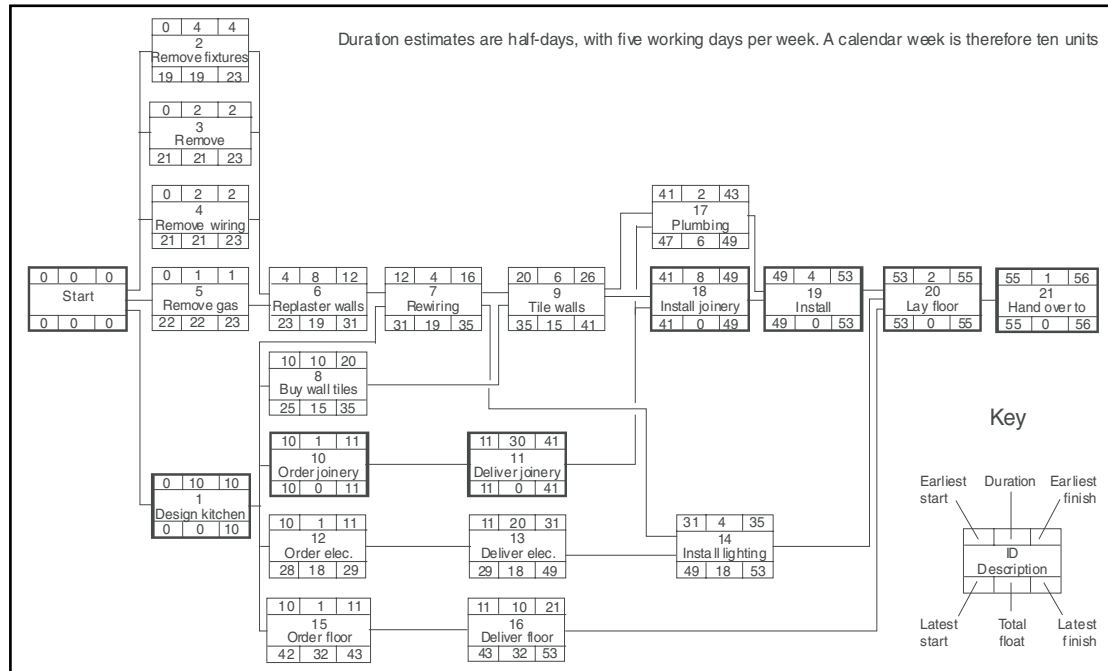 Duration estimates are half-days, with five working days per week. A calendar week is therefore ten units
0 4 4
2
Remove fixtures
19 19 23
0 2 2
3
Remove
21 21 23
0 2 2
4
Remove wiring
21 21 23
0 0 0
Start
0 0 0
0 1 1
5
Remove gas
22 22 23
4 8 12
6
Replaster walls
23 19 31
12 4 16
7
Rewiring
31 19 35
20 6 26
9
Tile walls
35 15 41
41 2 43
17
Plumbing
47 6 49
41 8 49
18
Install joinery
41 0 49
49 4 53
19
Install
49 0 53
53 2 55
20
Lay floor
53 0 55
55 1 56
21
Hand over to
55 0 56
10 10 20
8
Buy wall tiles
25 15 35
0 10 10
1
Design kitchen
0 0 10
10 1 11
10
Order joinery
10 0 11
11 30 41
11
Deliver joinery
11 0 41
10 1 11
12
Order elec.
28 18 29
11 20 31
13
Deliver elec.
29 18 49
31 4 35
14
Install lighting
49 18 53
10 1 11
15
Order floor
42 32 43
11 10 21
16
Deliver floor
43 32 53
Key
Earliest start
Duration
Earliest finish
ID
Description
Latest start
Total float
Latest finish